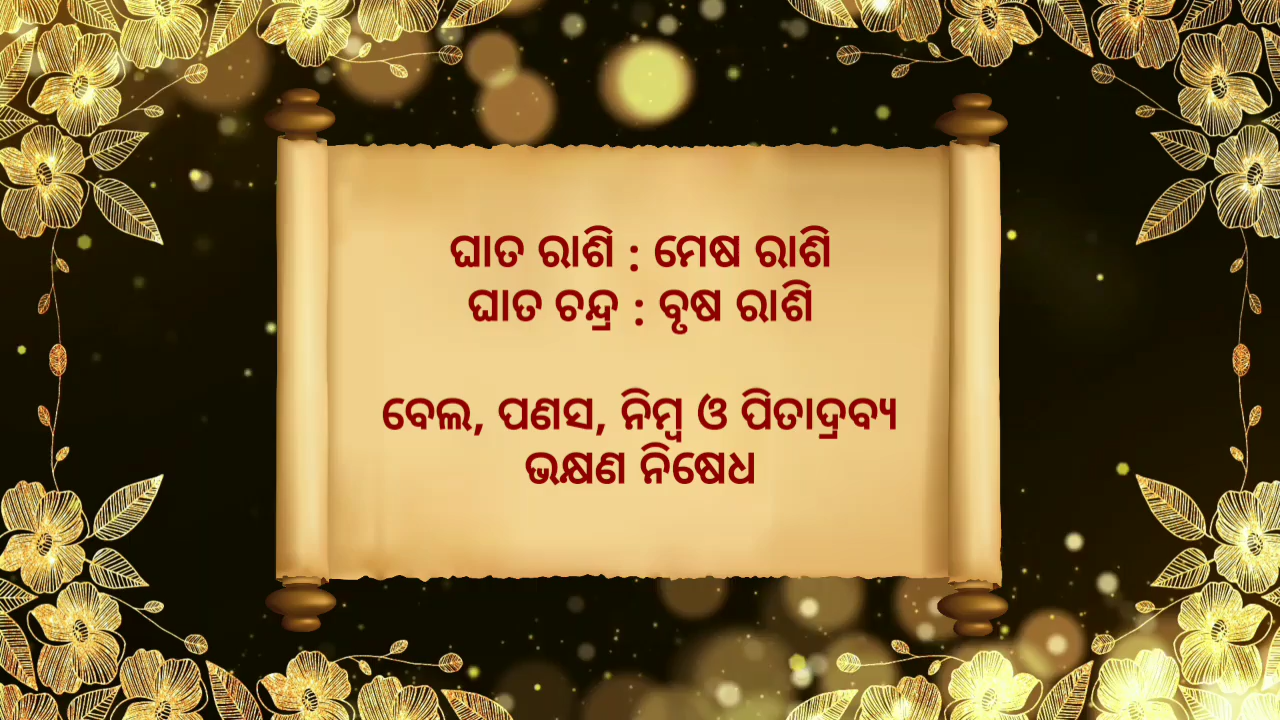 ଘାତ ରାଶି : ମେଷ ରାଶି
ଘାତ ଚନ୍ଦ୍ର : ବୃଷ ରାଶି
ବେଲ, ପଣସ, ନିମ୍ବ ଓ ପିତାଦ୍ରବ୍ୟ
ଭକ୍ଷଣ ନିଷେଧ